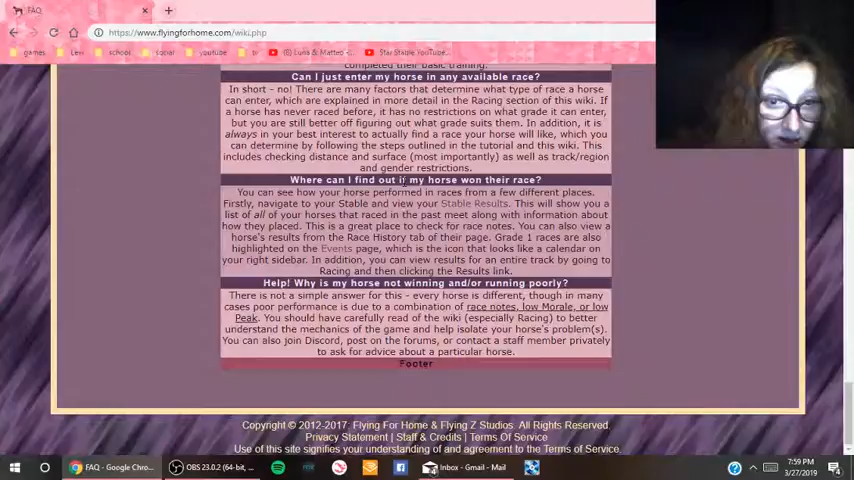 FAQ
https://www.flyingforhome.com/wiki.php
games
Lew
school
social
youtube
tv
(8) Luna & Matteo -
Star Stable YouTube...
completed their basic training.
Can I just enter my horse in any available race?
In short - no! There are many factors that determine what type of race a horse
can enter, which are explained in more detail in the Racing section of this wiki. If
a horse has never raced before, it has no restrictions on what grade it can enter,
but you are still better off figuring out what grade suits them. In addition, it is
always in your best interest to actually find a race your horse will like, which you
can determine by following the steps outlined in the tutorial and this wiki. This
includes checking distance and surface (most importantly) as well as track/region
and gender restrictions.
Where can I find out if my horse won their race?
You can see how your horse performed in races from a few different places.
Firstly, navigate to your Stable and view your Stable Results. This will show you a
list of all of your horses that raced in the past meet along with information about
how they placed. This is a great place to check for race notes. You can also view a
horse's results from the Race History tab of their page. Grade 1 races are also
highlighted on the Events page, which is the icon that looks like a calendar on
your right sidebar. In addition, you can view results for an entire track by going to
Racing and then clicking the Results link.
Help! Why is my horse not winning and/or running poorly?
There is not a simple answer for this - every horse is different, though in many
cases poor performance is due to a combination of race notes, low Morale, or low
Peak. You should have carefully read of the wiki (especially Racing) to better
understand the mechanics of the game and help isolate your horse's problem(s).
You can also join Discord, post on the forums, or contact a staff member privately
to ask for advice about a particular horse.
Footer
Copyright © 2012-2017: Flying For Home & Flying Z Studios. All Rights Reserved.
Privacy Statement | Staff & Credits | Terms Of Service
Use of this site signifies your understanding of and agreement to the Terms of Service.
FAQ - Google Chro...
OBS 23.0.2 (64-bit, ...
Inbox - Gmail - Mail
7:59 PM
3/27/2019